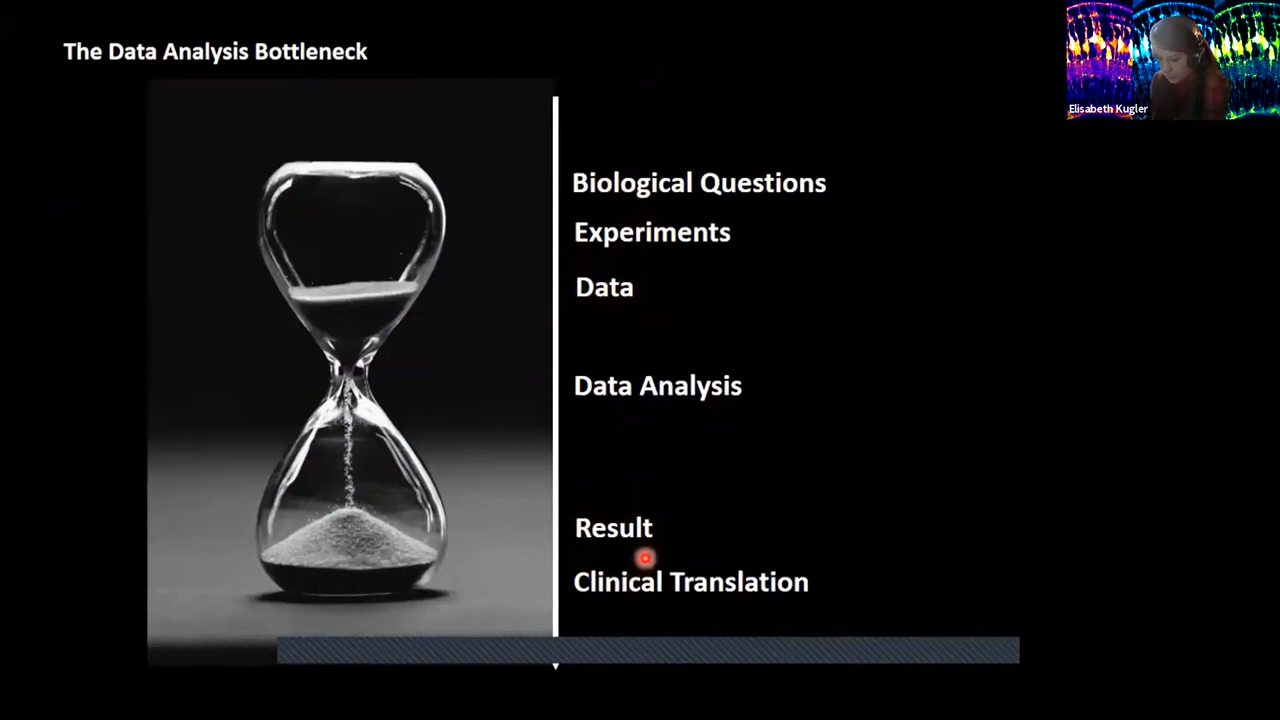 The Data Analysis Bottleneck
Elisabeth Kugler
Biological Questions
Experiments
Data
Data Analysis
Result
Clinical Translation